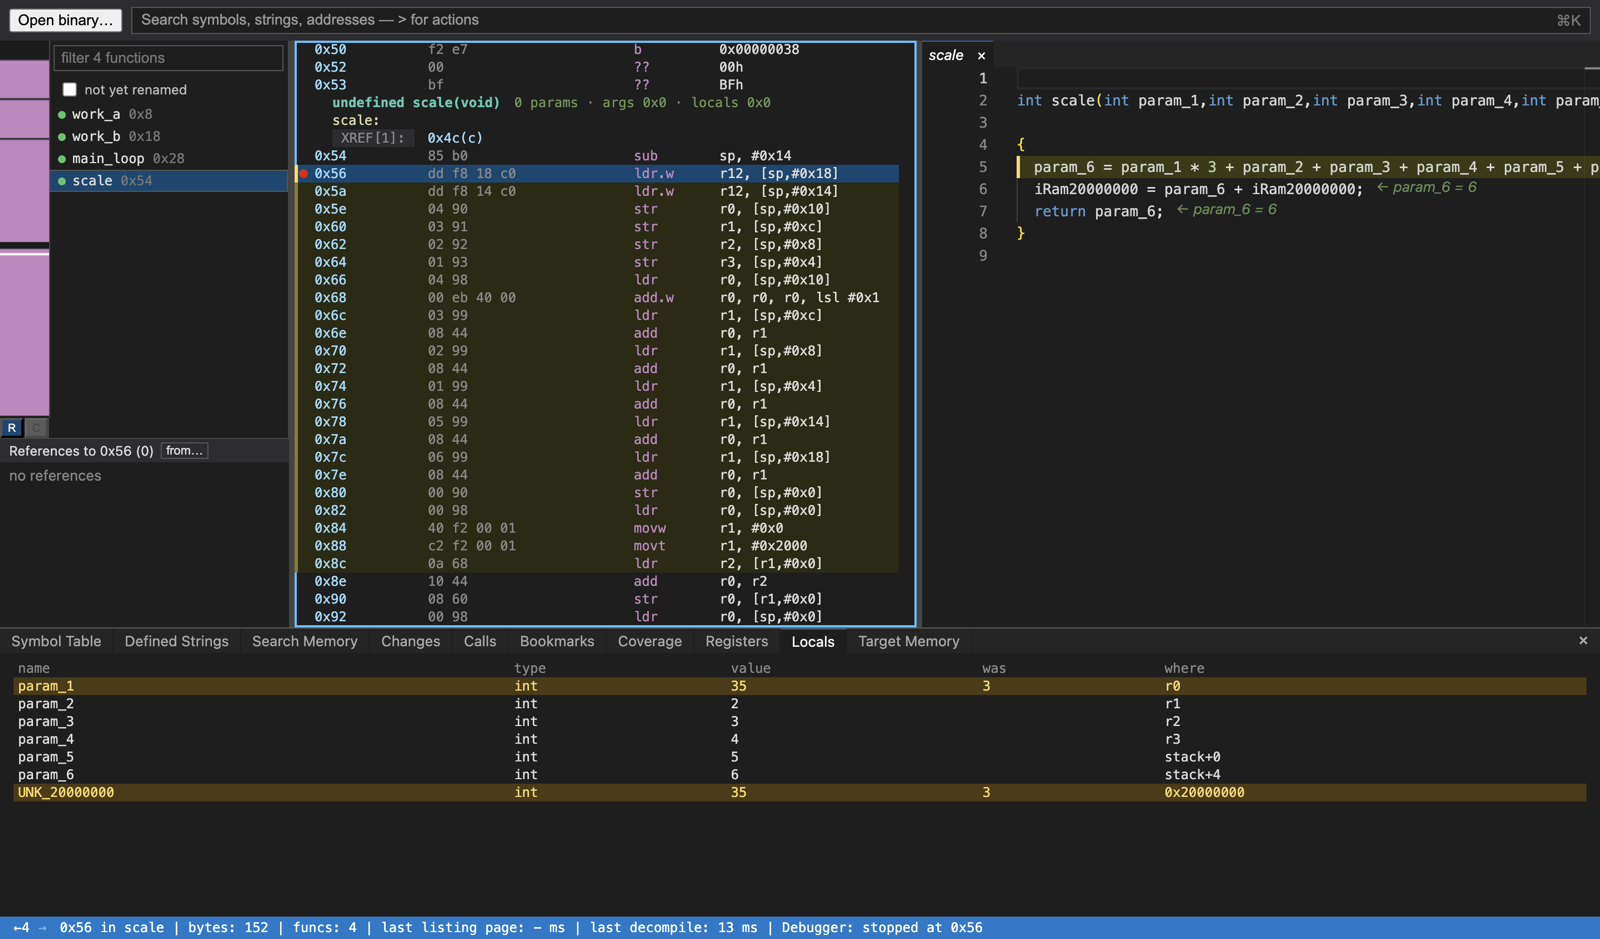 Open binary... Search symbols, strings, addresses — > for actions ⌘K
filter 4 functions
not yet renamed
work_a 0x8
work_b 0x18
main_loop 0x28
scale 0x54
R C
References to 0x56 (0) from...
no references
0x50 f2 e7 b 0x00000038
0x52 00 ?? 00h
0x53 bf ?? BFh
undefined scale(void) 0 params · args 0x0 · locals 0x0
scale:
XREF[1]: 0x4c(c)
0x54 85 b0 sub sp, #0x14
0x56 dd f8 18 c0 ldr.w r12, [sp,#0x18]
0x5a dd f8 14 c0 ldr.w r12, [sp,#0x14]
0x5e 04 90 str r0, [sp,#0x10]
0x60 03 91 str r1, [sp,#0xc]
0x62 02 92 str r2, [sp,#0x8]
0x64 01 93 str r3, [sp,#0x4]
0x66 04 98 ldr r0, [sp,#0x10]
0x68 00 eb 40 00 add.w r0, r0, r0, lsl #0x1
0x6c 03 99 ldr r1, [sp,#0xc]
0x6e 08 44 add r0, r1
0x70 02 99 ldr r1, [sp,#0x8]
0x72 08 44 add r0, r1
0x74 01 99 ldr r1, [sp,#0x4]
0x76 08 44 add r0, r1
0x78 05 99 ldr r1, [sp,#0x14]
0x7a 08 44 add r0, r1
0x7c 06 99 ldr r1, [sp,#0x18]
0x7e 08 44 add r0, r1
0x80 00 90 str r0, [sp,#0x0]
0x82 00 98 ldr r0, [sp,#0x0]
0x84 40 f2 00 01 movw r1, #0x0
0x88 c2 f2 00 01 movt r1, #0x2000
0x8c 0a 68 ldr r2, [r1,#0x0]
0x8e 10 44 add r0, r2
0x90 08 60 str r0, [r1,#0x0]
0x92 00 98 ldr r0, [sp,#0x0]
scale ×
1
2 int scale(int param_1,int param_2,int param_3,int param_4,int param_
3
4 {
5 param_6 = param_1 * 3 + param_2 + param_3 + param_4 + param_5 + p
6 iRam20000000 = param_6 + iRam20000000; ← param_6 = 6
7 return param_6; ← param_6 = 6
8 }
9
Symbol Table Defined Strings Search Memory Changes Calls Bookmarks Coverage Registers Locals Target Memory ×
name type value was where
param_1 int 35 3 r0
param_2 int 2 r1
param_3 int 3 r2
param_4 int 4 r3
param_5 int 5 stack+0
param_6 int 6 stack+4
UNK_20000000 int 35 3 0x20000000
←4 → 0x56 in scale | bytes: 152 | funcs: 4 | last listing page: – ms | last decompile: 13 ms | Debugger: stopped at 0x56